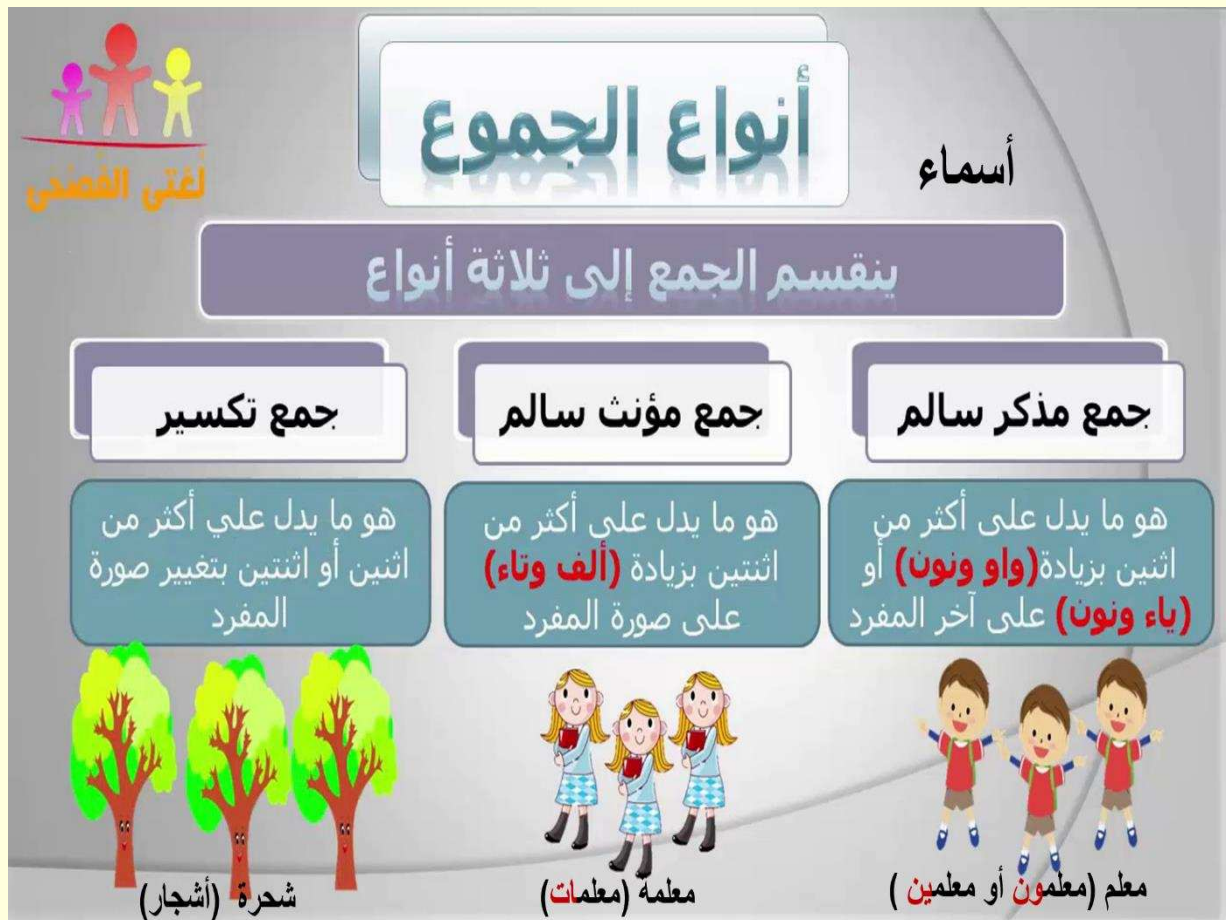 أنواع الجموع
أسماء
لغتي الفصحى
ينقسم الجمع إلى ثلاثة أنواع
جمع مذكر سالم
هو ما يدل على أكثر من
اثنين بزيادة(واو ونون) أو
(ياء ونون) على آخر المفرد
معلم (معلمون أو معلمين )
جمع مؤنث سالم
هو ما يدل على أكثر من
اثنتين بزيادة (ألف وتاء)
على صورة المفرد
معلمة (معلمات)
جمع تكسير
هو ما يدل علي أكثر من
اثنين أو اثنتين بتغيير صورة
المفرد
شحرة (أشجار)